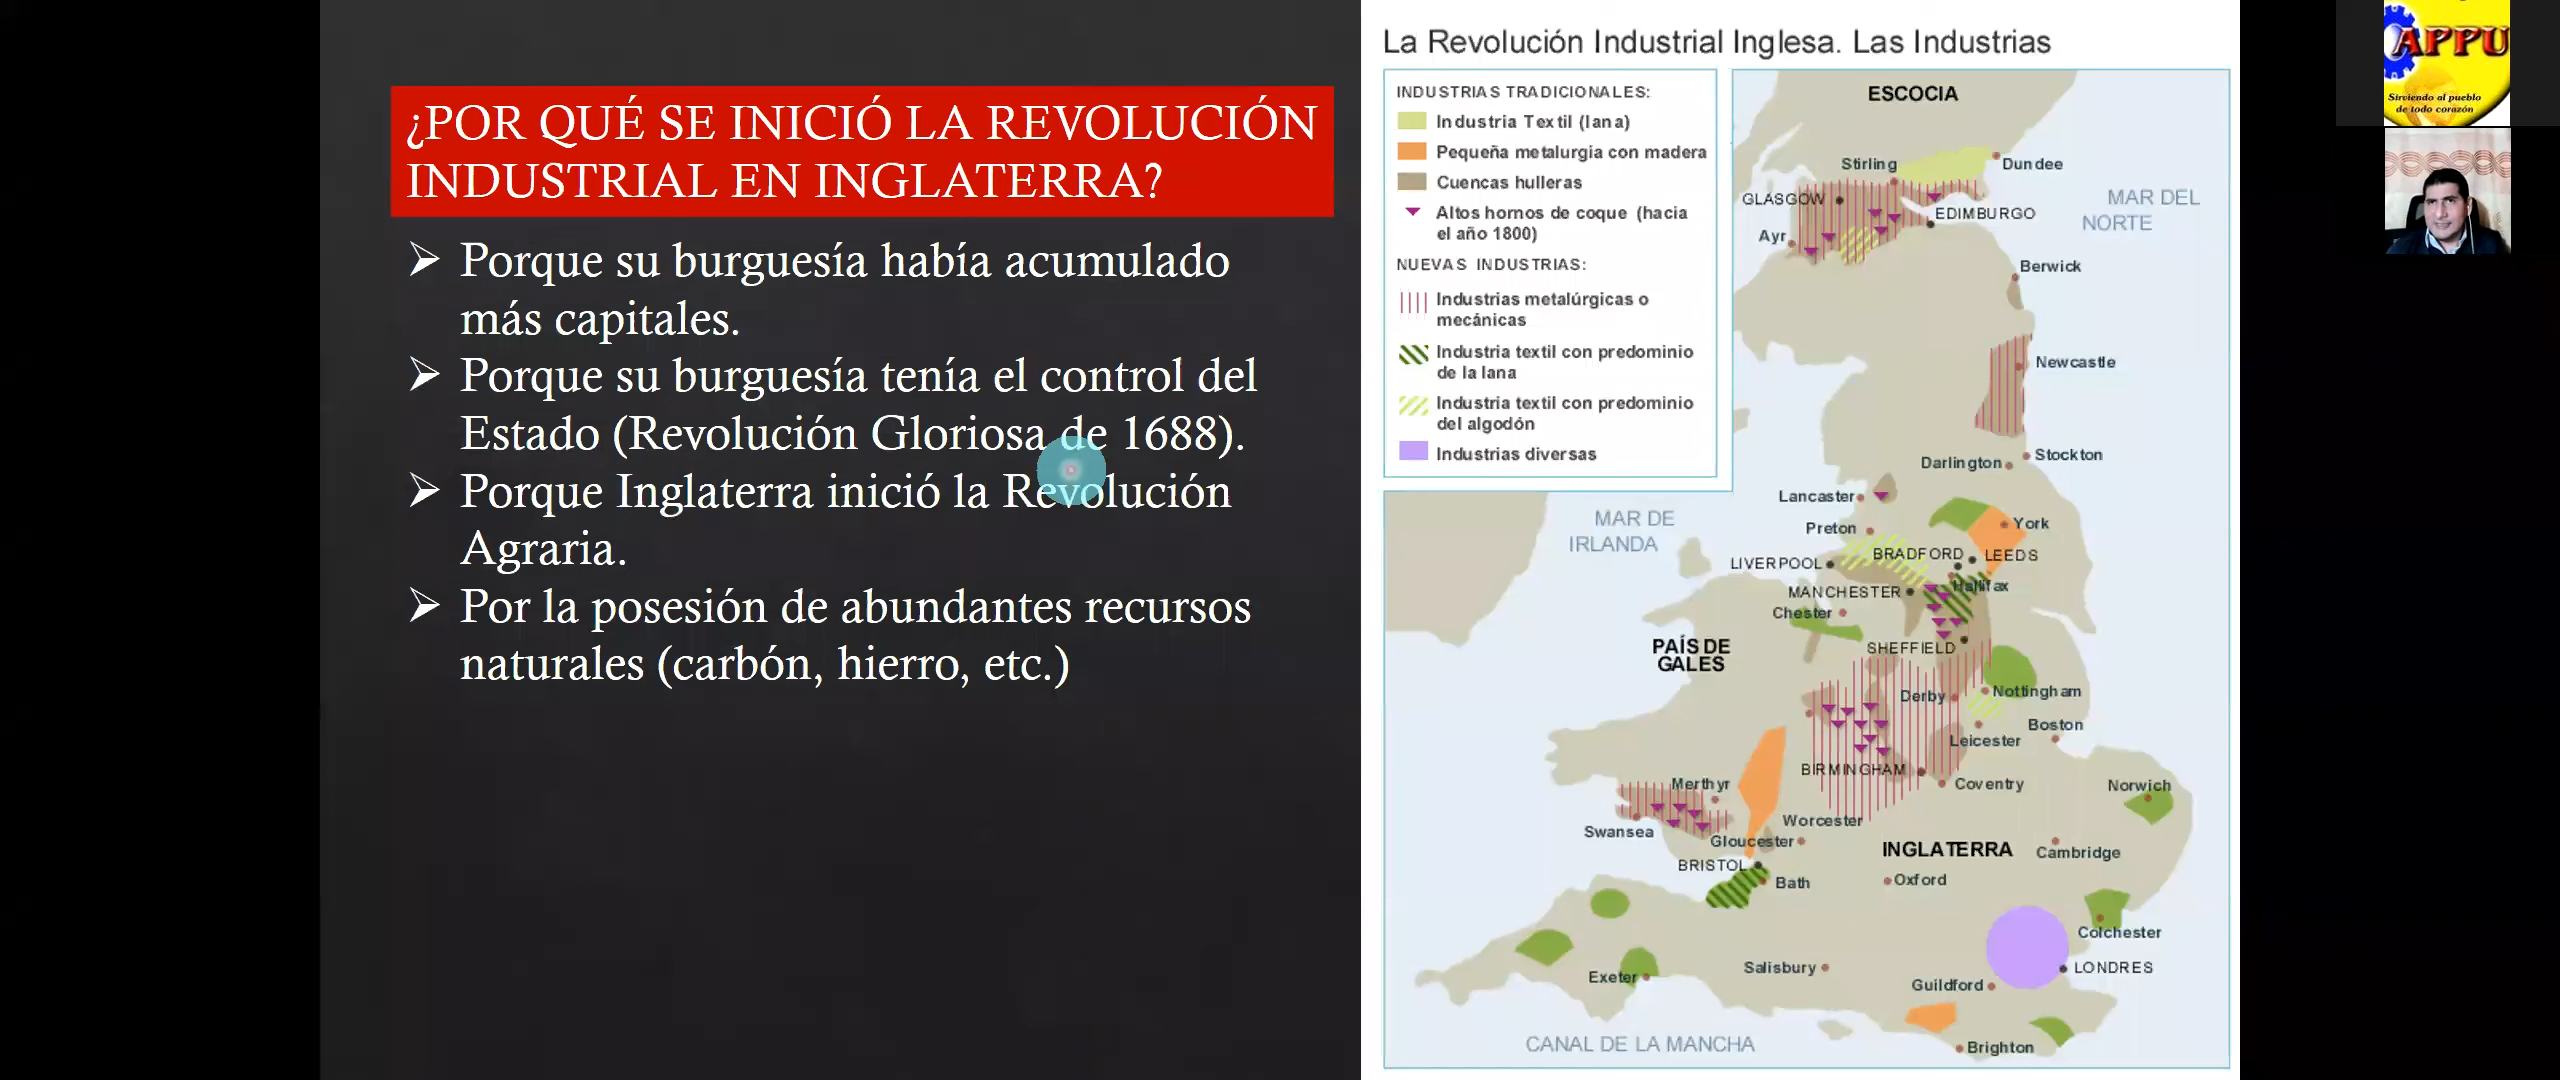 ¿POR QUÉ SE INICIÓ LA REVOLUCIÓN
INDUSTRIAL EN INGLATERRA?
➢ Porque su burguesía había acumulado
más capitales.
➢ Porque su burguesía tenía el control del
Estado (Revolución Gloriosa de 1688).
➢ Porque Inglaterra inició la Revolución
Agraria.
➢ Por la posesión de abundantes recursos
naturales (carbón, hierro, etc.)
La Revolución Industrial Inglesa. Las Industrias
INDUSTRIAS TRADICIONALES:
Industria Textil (lana)
Pequeña metalurgia con madera
Cuencas hulleras
Altos hornos de coque (hacia
el año 1800)
NUEVAS INDUSTRIAS:
Industrias metalúrgicas o
mecánicas
Industria textil con predominio
de la lana
Industria textil con predominio
del algodón
Industrias diversas
ESCOCIA
Stirling
Dundee
GLASGOW
EDIMBURGO
MAR DEL
NORTE
Ayr
Berwick
Newcastle
Darlington
Stockton
Lancaster
MAR DE
IRLANDA
Preton
York
BRADFORD
LEEDS
LIVERPOOL
Halifax
MANCHESTER
Chester
PAÍS DE
GALES
SHEFFIELD
Derby
Nottingham
Boston
Leicester
BIRMINGHAM
Merthyr
Coventry
Norwich
Swansea
Worcester
Gloucester
INGLATERRA
Cambridge
BRISTOL
Bath
Oxford
Colchester
Exeter
Salisbury
LONDRES
Guildford
CANAL DE LA MANCHA
Brighton
CAPPU
Sirviendo al pueblo
de todo corazón